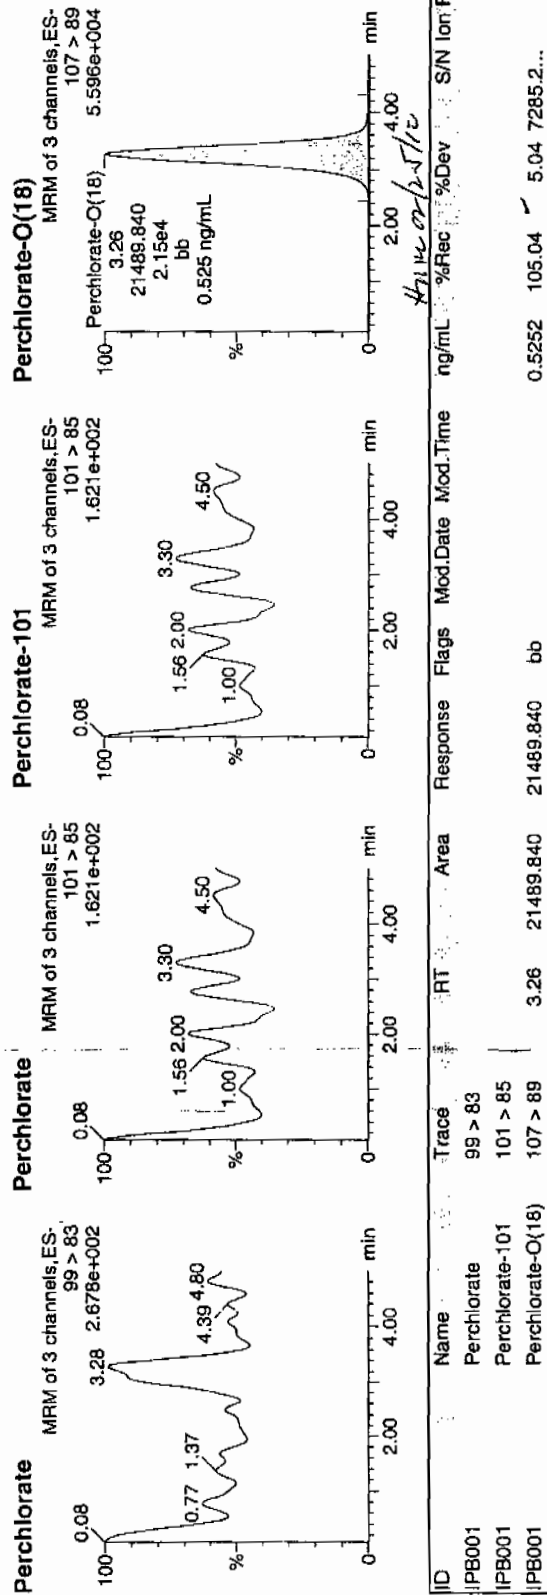 Perchlorate
MRM of 3 channels,ES-
99 > 83
2.678e+002
100
%
0
0.08
0.77
1.37
3.28
4.39
4.80
2.00
4.00
min
Perchlorate
MRM of 3 channels,ES-
101 > 85
1.621e+002
100
%
0
0.08
1.00
1.56
2.00
3.30
4.50
2.00
4.00
min
Perchlorate-101
MRM of 3 channels,ES-
101 > 85
1.621e+002
100
%
0
0.08
1.00
1.56
2.00
3.30
4.50
2.00
4.00
min
Perchlorate-O(18)
MRM of 3 channels,ES-
107 > 89
5.596e+004
100
%
0
Perchlorate-O(18)
3.26
21489.840
2.15e4
bb
0.525 ng/mL
2.00
4.00
min
ID Name Trace RT Area Response Flags Mod.Date Mod.Time ng/mL %Rec %Dev S/N Ion
IPB001 Perchlorate 99 > 83
IPB001 Perchlorate-101 101 > 85
IPB001 Perchlorate-O(18) 107 > 89 3.26 21489.840 21489.840 bb 0.5252 105.04 5.04 7285.2...